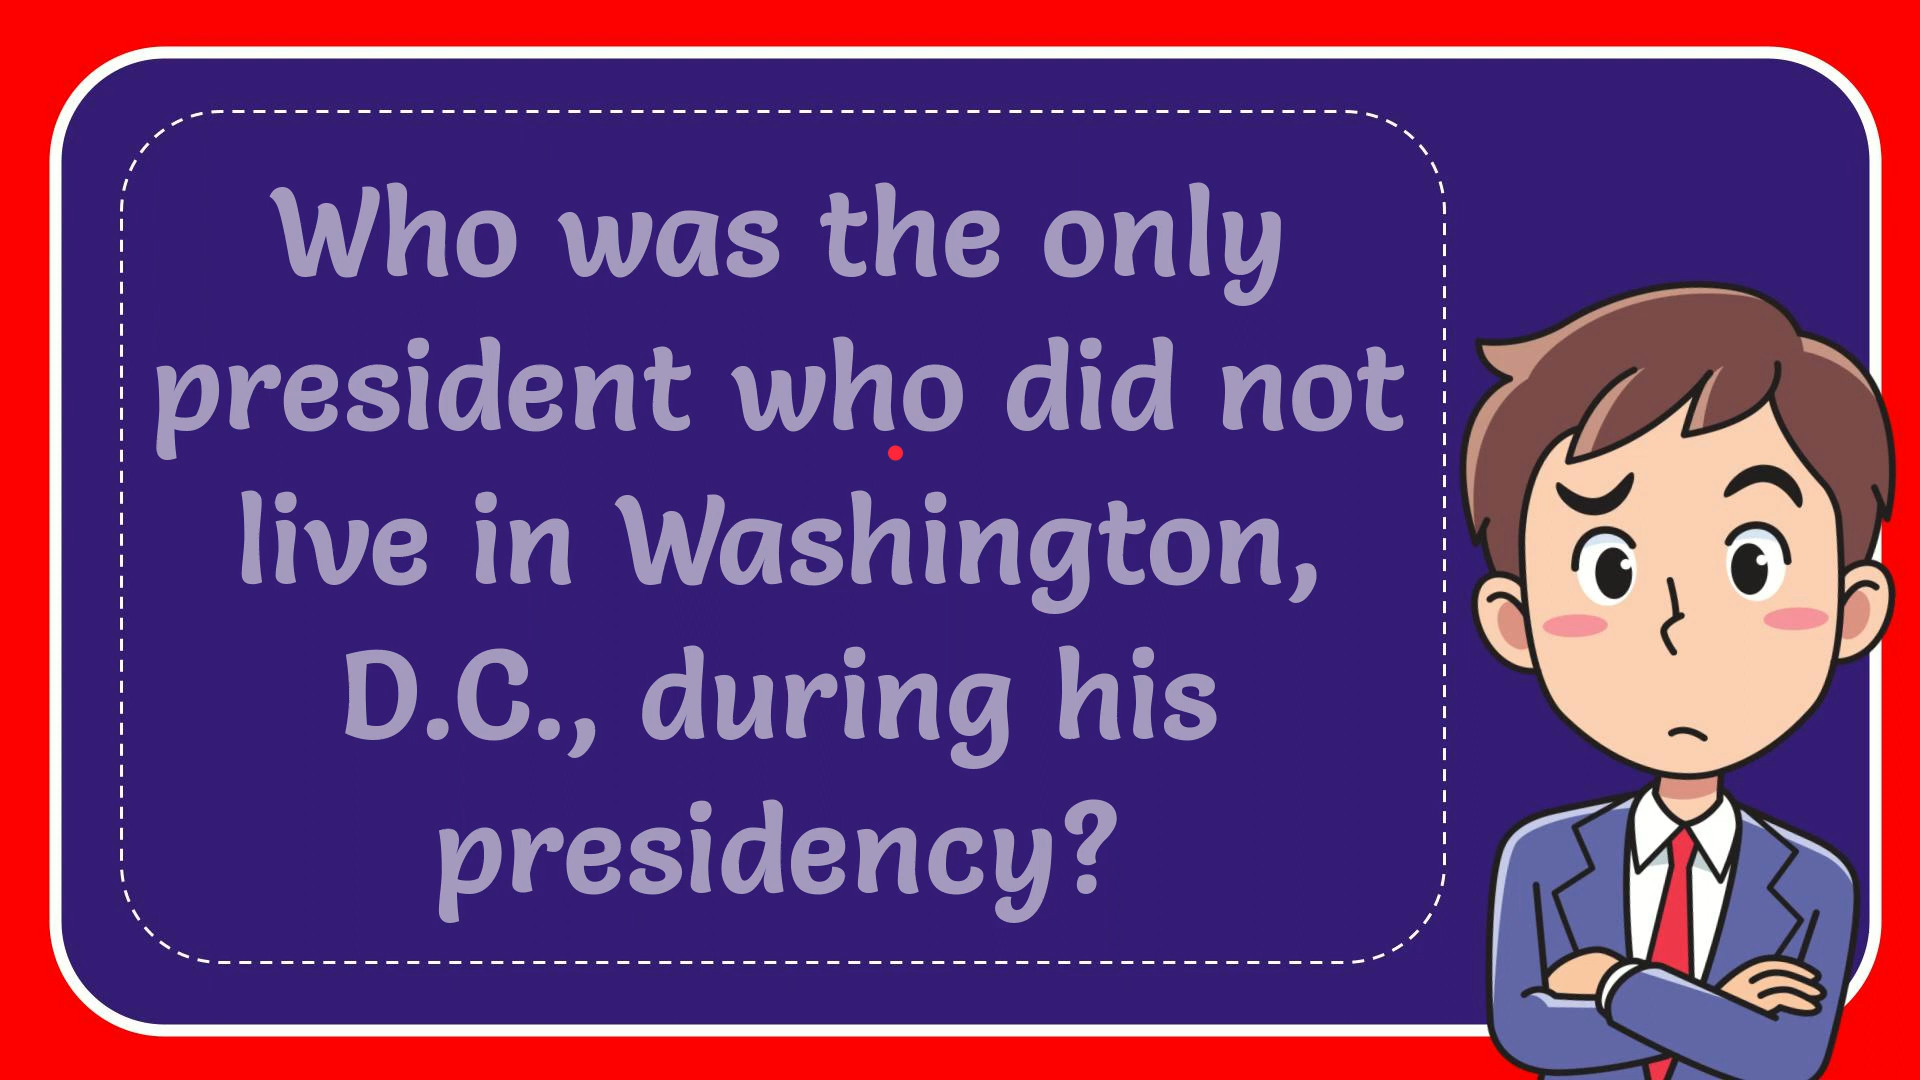 Who was the only
president who did not
live in Washington,
D.C., during his
presidency?